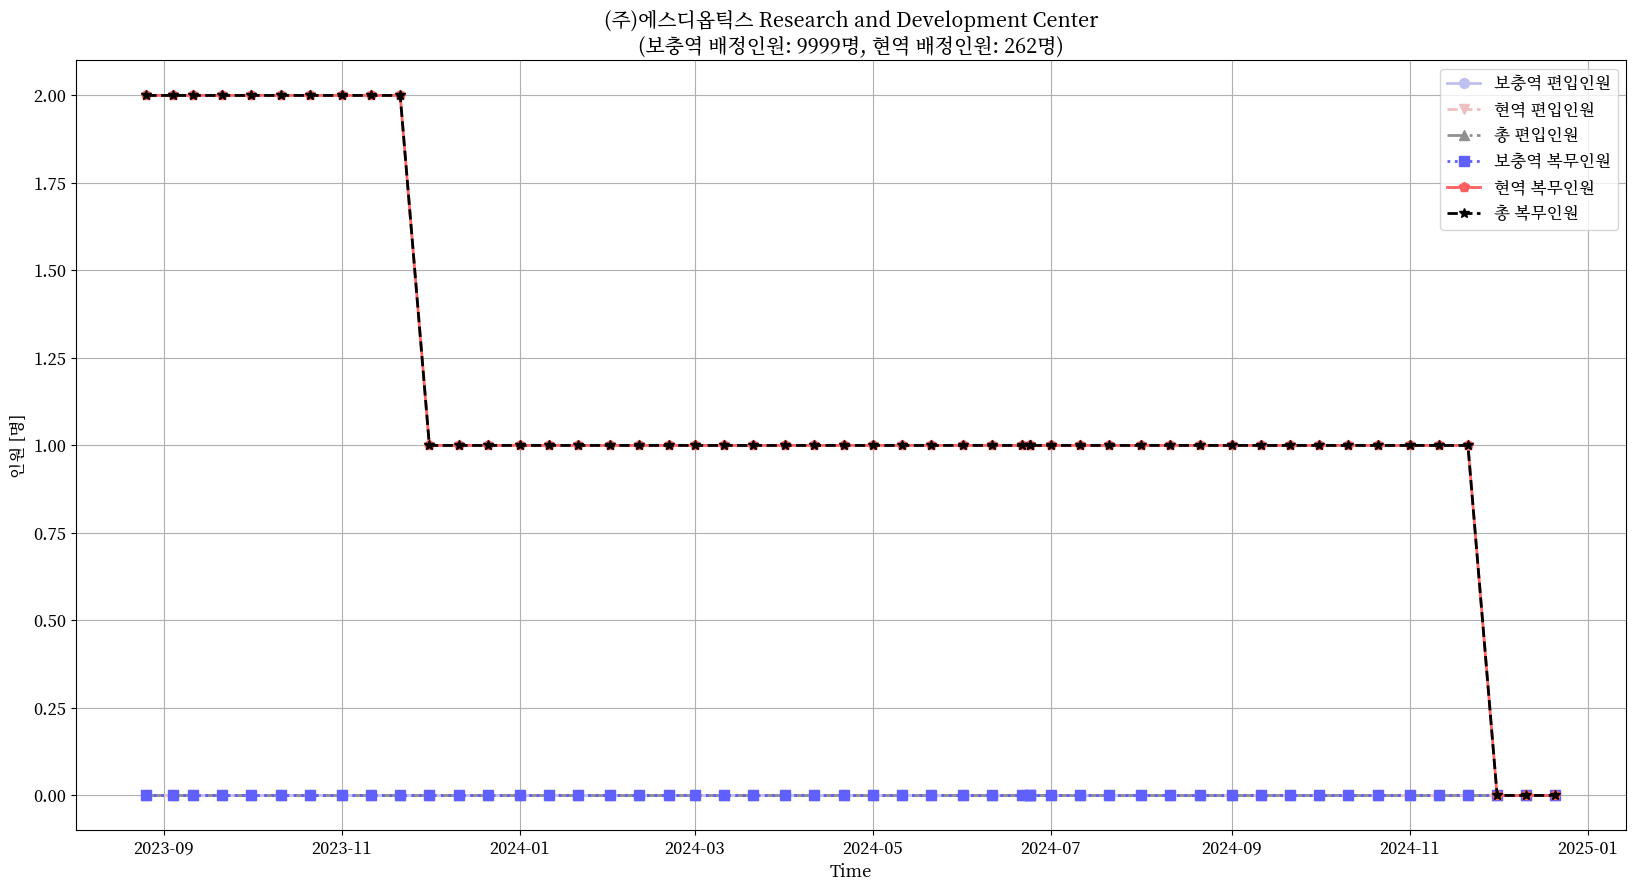 (주)에스디옵틱스 Research and Development Center
(보충역 배정인원: 9999명, 현역 배정인원: 262명)
보충역 편입인원
현역 편입인원
총 편입인원
보충역 복무인원
현역 복무인원
총 복무인원
인원 [명]
2.00
1.75
1.50
1.25
1.00
0.75
0.50
0.25
0.00
2023-09
2023-11
2024-01
2024-03
2024-05
2024-07
2024-09
2024-11
2025-01
Time